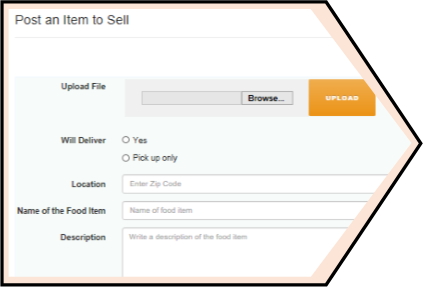 Post an Item to Sell
Upload File Browse... UPLOAD
Will Deliver Yes
Pick up only
Location Enter Zip Code
Name of the Food Item Name of food item
Description Write a description of the food item